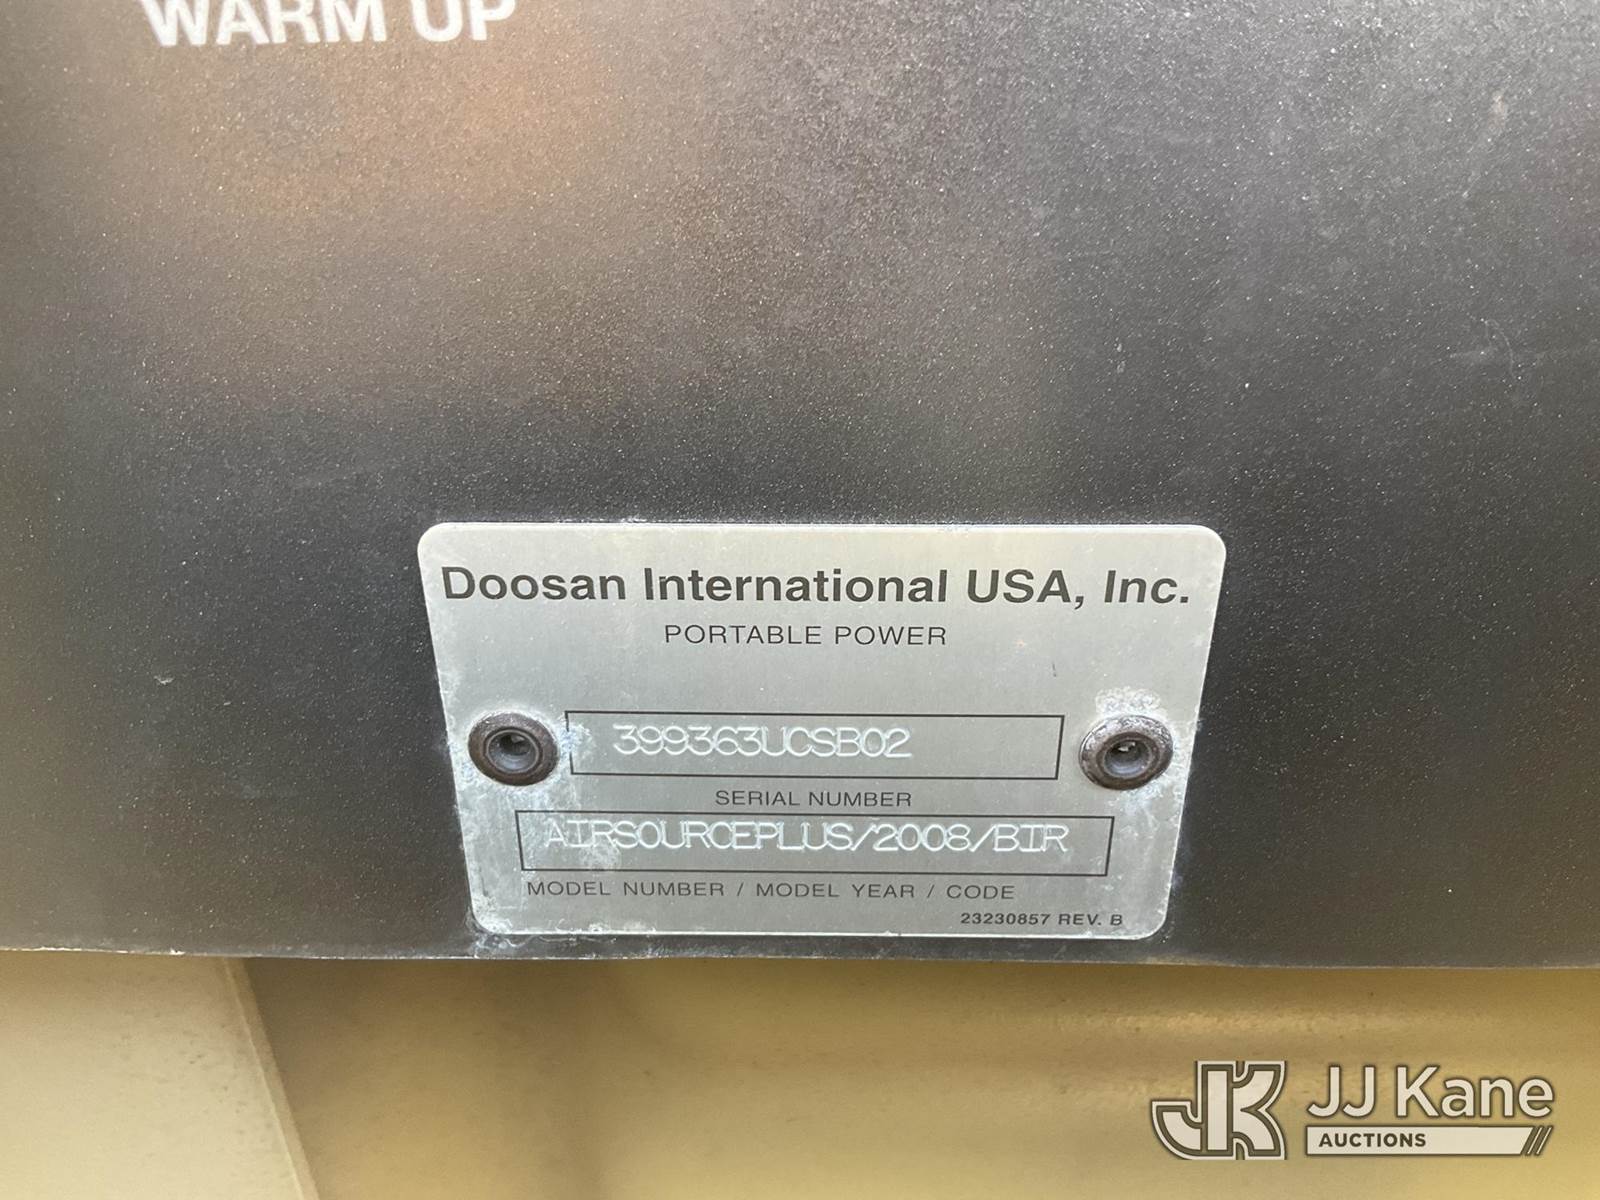 WARM UP
Doosan International USA, Inc.
PORTABLE POWER
399363UCSB02
SERIAL NUMBER
AIRSOURCEPLUS/2008/BIR
MODEL NUMBER / MODEL YEAR / CODE
23230857 REV. B
JK JJ Kane
AUCTIONS